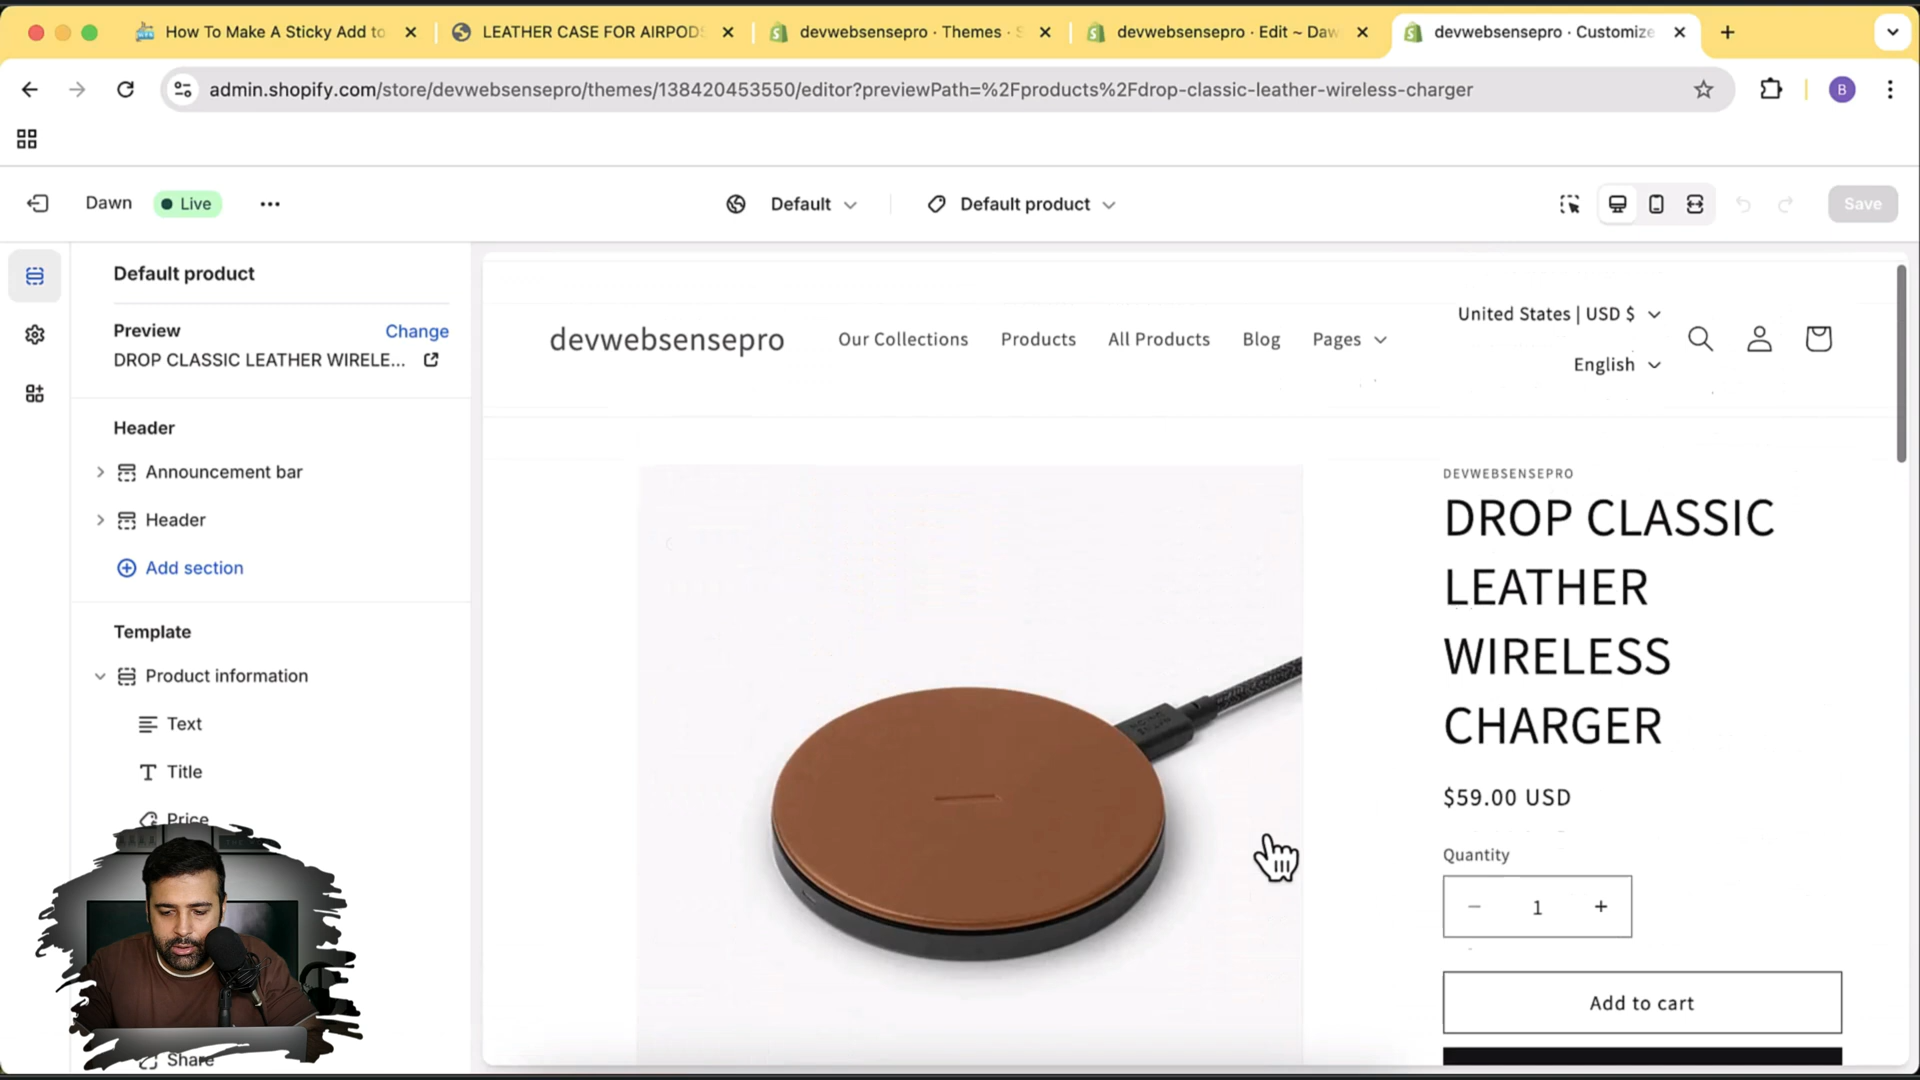 How To Make A Sticky Add to
LEATHER CASE FOR AIRPODS
devwebsensepro · Themes · S
devwebsensepro · Edit ~ Daw
devwebsensepro · Customize
admin.shopify.com/store/devwebsensepro/themes/138420453550/editor?previewPath=%2Fproducts%2Fdrop-classic-leather-wireless-charger
B
Dawn
Live
Default
Default product
Save
Default product
Preview
Change
DROP CLASSIC LEATHER WIRELE...
Header
Announcement bar
Header
Add section
Template
Product information
Text
Title
Price
Share
devwebsensepro
Our Collections
Products
All Products
Blog
Pages
United States | USD $
English
DEVWEBSENSEPRO
DROP CLASSIC
LEATHER
WIRELESS
CHARGER
$59.00 USD
Quantity
1
Add to cart